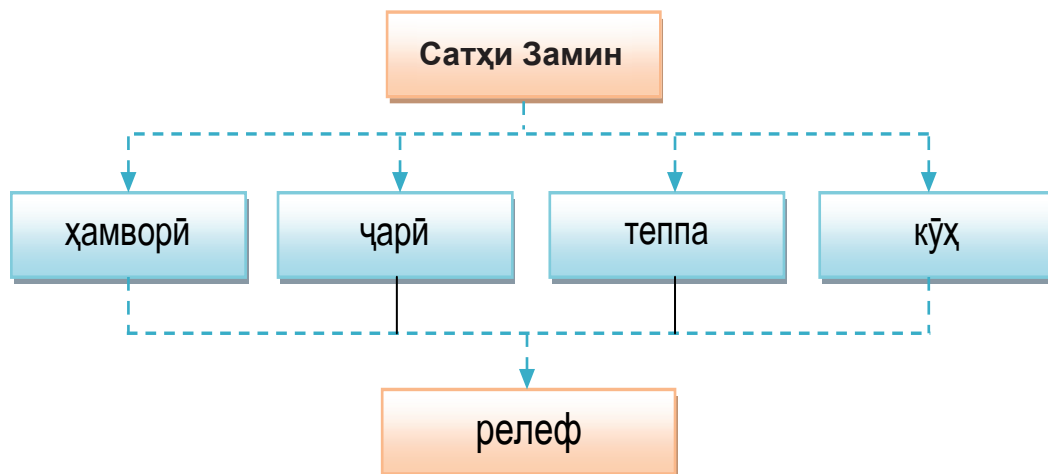 Сатҳи Замин
ҳамворӣ
ҷарӣ
теппа
кӯҳ
релеф